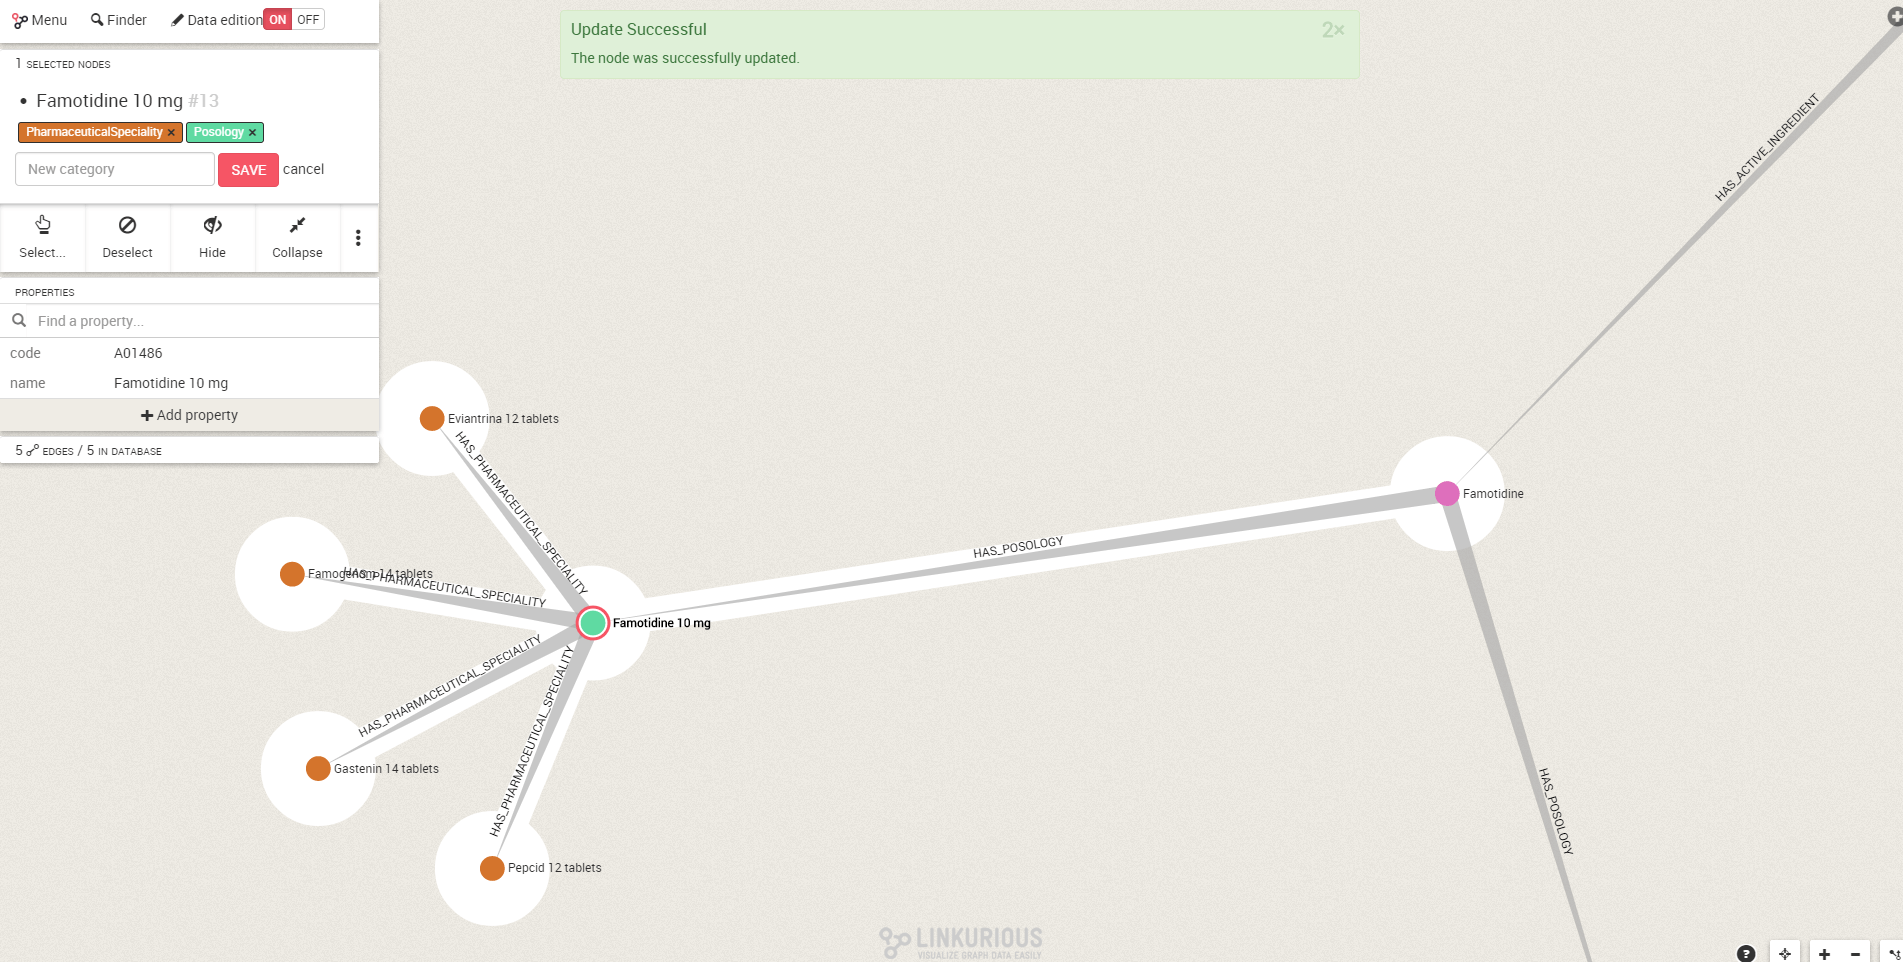 Menu Finder Data edition ON OFF
1 SELECTED NODES
• Famotidine 10 mg #13
PharmaceuticalSpeciality × Posology ×
New category SAVE cancel
Select... Deselect Hide Collapse
PROPERTIES
Find a property...
code A01486
name Famotidine 10 mg
Add property
5 EDGES / 5 IN DATABASE
Update Successful 2×
The node was successfully updated.
HAS_ACTIVE_INGREDIENT
Eviantrina 12 tablets
HAS_PHARMACEUTICAL_SPECIALITY
Famotidine
HAS_POSOLOGY
Famogenom 14 tablets
HAS_PHARMACEUTICAL_SPECIALITY
Famotidine 10 mg
HAS_PHARMACEUTICAL_SPECIALITY
Gastenin 14 tablets
HAS_PHARMACEUTICAL_SPECIALITY
Pepcid 12 tablets
HAS_POSOLOGY
LINKURIOUS
VISUALIZE GRAPH DATA EASILY
? + −